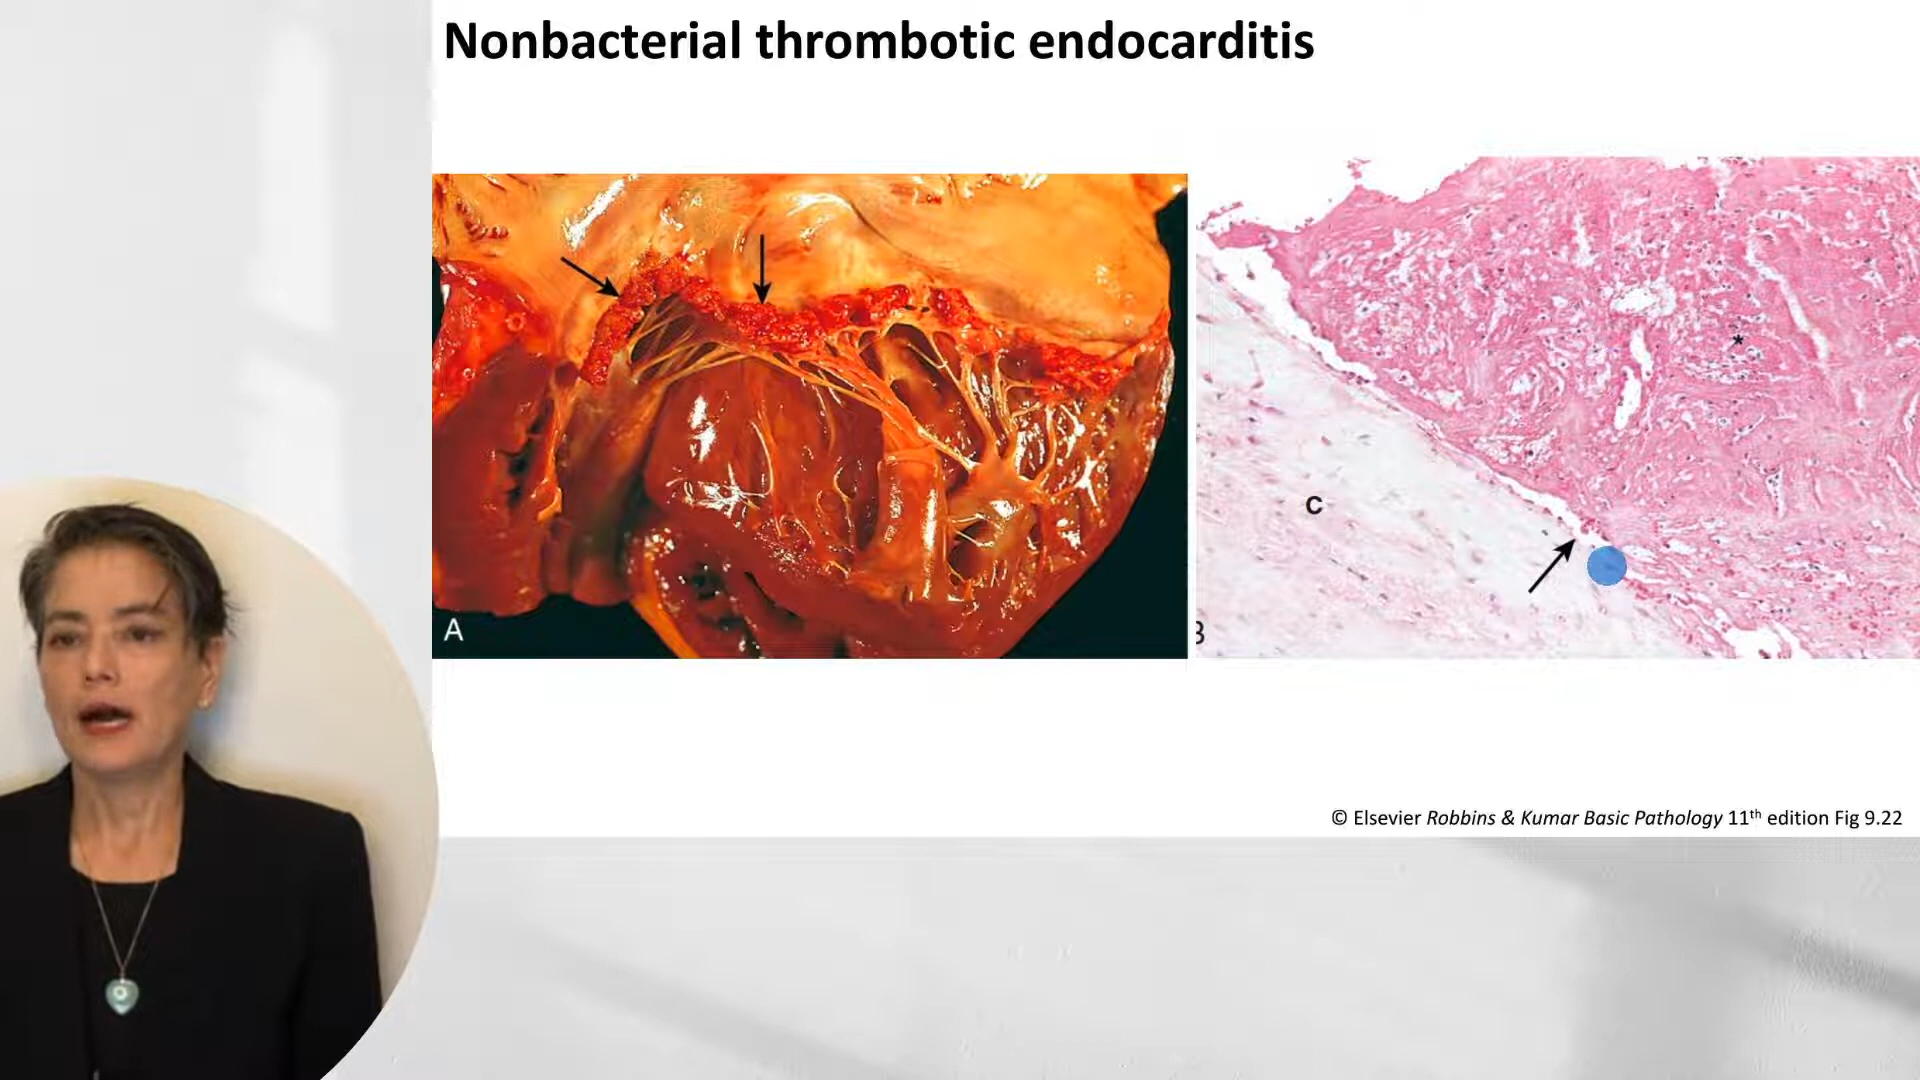 Nonbacterial thrombotic endocarditis
A
*
C
B
© Elsevier Robbins & Kumar Basic Pathology 11th edition Fig 9.22